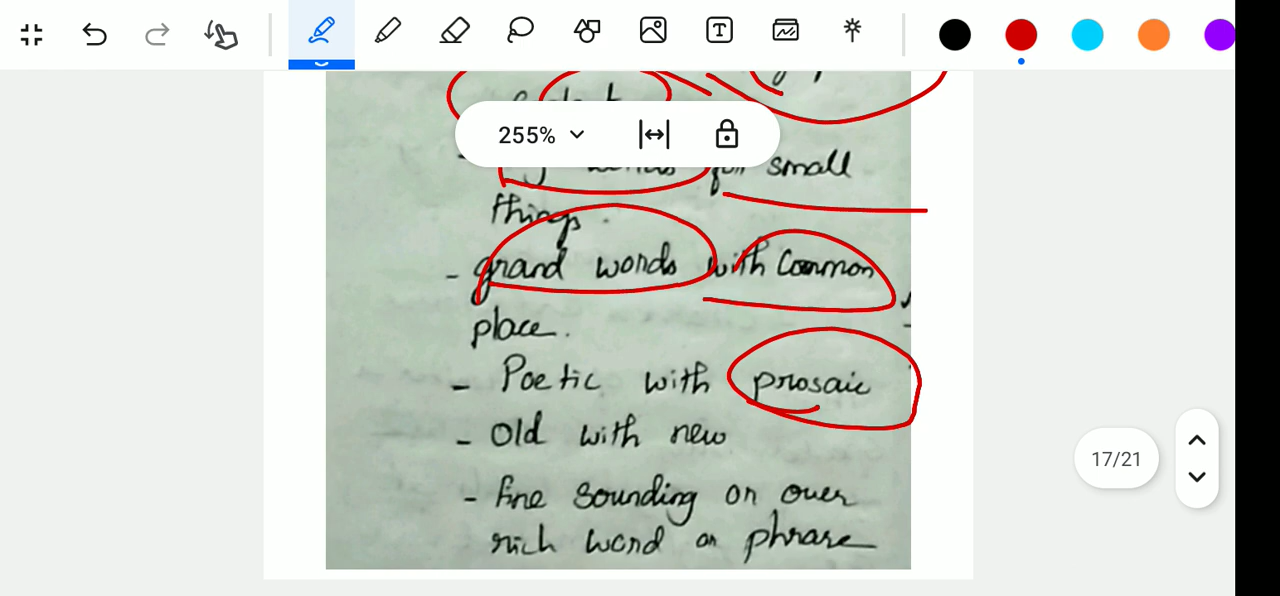 255%
for small
things.
- grand words with Common
place.
- Poetic with prosaic
- Old with new
- fine sounding or over
rich word or phrase
17/21